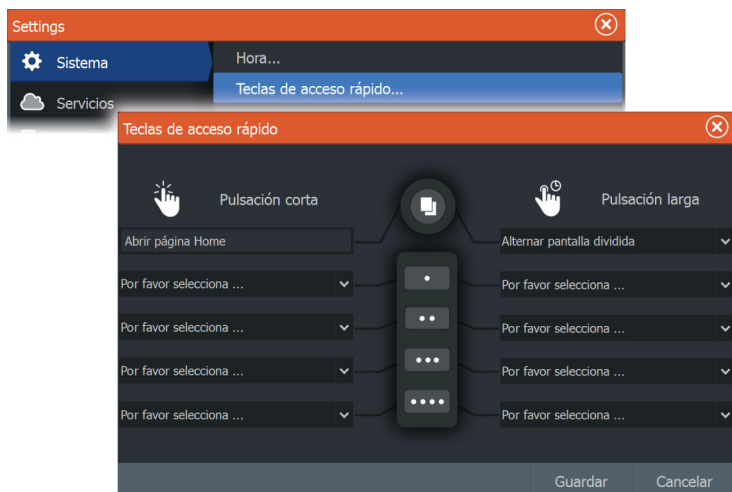 Settings
Sistema
Hora...
Teclas de acceso rápido...
Servicios
Teclas de acceso rápido
Pulsación corta
Pulsación larga
Abrir página Home
Alternar pantalla dividida
Por favor selecciona ...
Por favor selecciona ...
Por favor selecciona ...
Por favor selecciona ...
Por favor selecciona ...
Por favor selecciona ...
Por favor selecciona ...
Por favor selecciona ...
Guardar
Cancelar